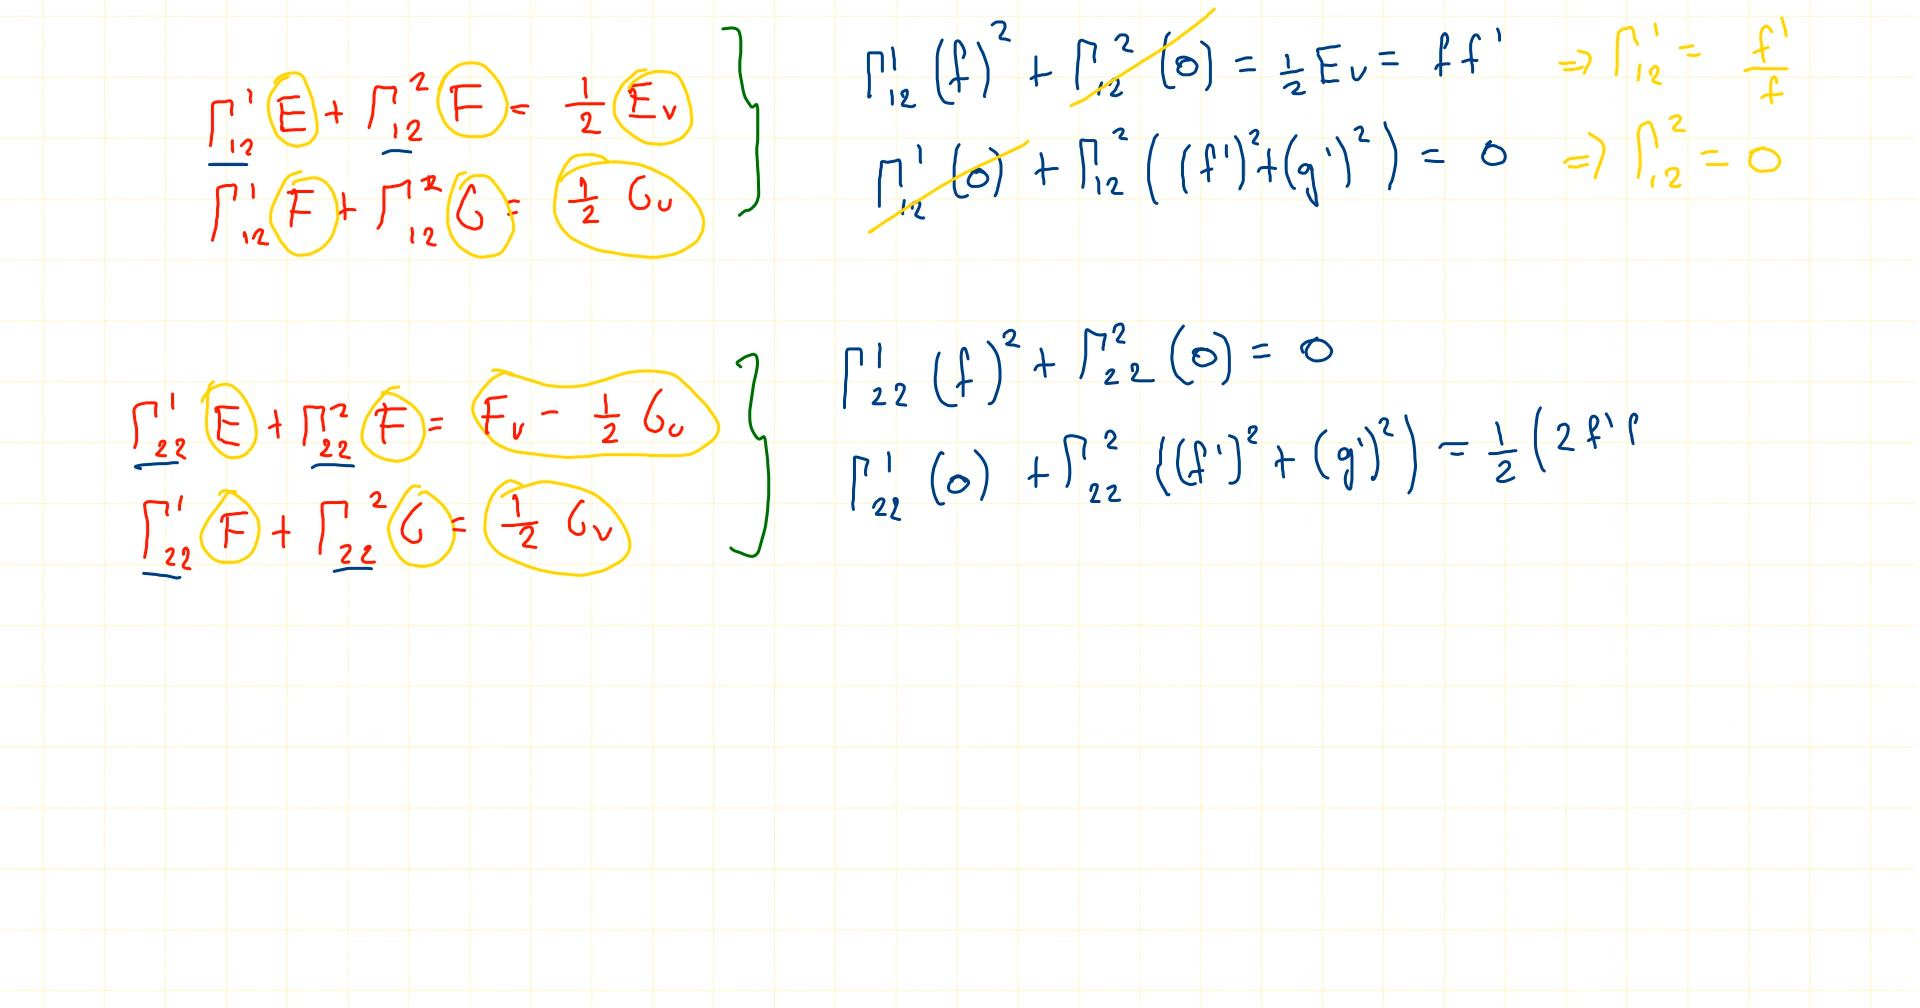 Γ¹₁₂ E + Γ²₁₂ F = 1/2 E_v
Γ¹₁₂ F + Γ²₁₂ G = 1/2 G_u
Γ¹₁₂ (f)² + Γ²₁₂ (0) = 1/2 E_v = f f' ⇒ Γ¹₁₂ = f'/f
Γ¹₁₂ (0) + Γ²₁₂ ((f')² + (g')²) = 0 ⇒ Γ²₁₂ = 0
Γ¹₂₂ E + Γ²₂₂ F = F_v - 1/2 G_u
Γ¹₂₂ F + Γ²₂₂ G = 1/2 G_v
Γ¹₂₂ (f)² + Γ²₂₂ (0) = 0
Γ¹₂₂ (0) + Γ²₂₂ ((f')² + (g')²) = 1/2 (2 f'